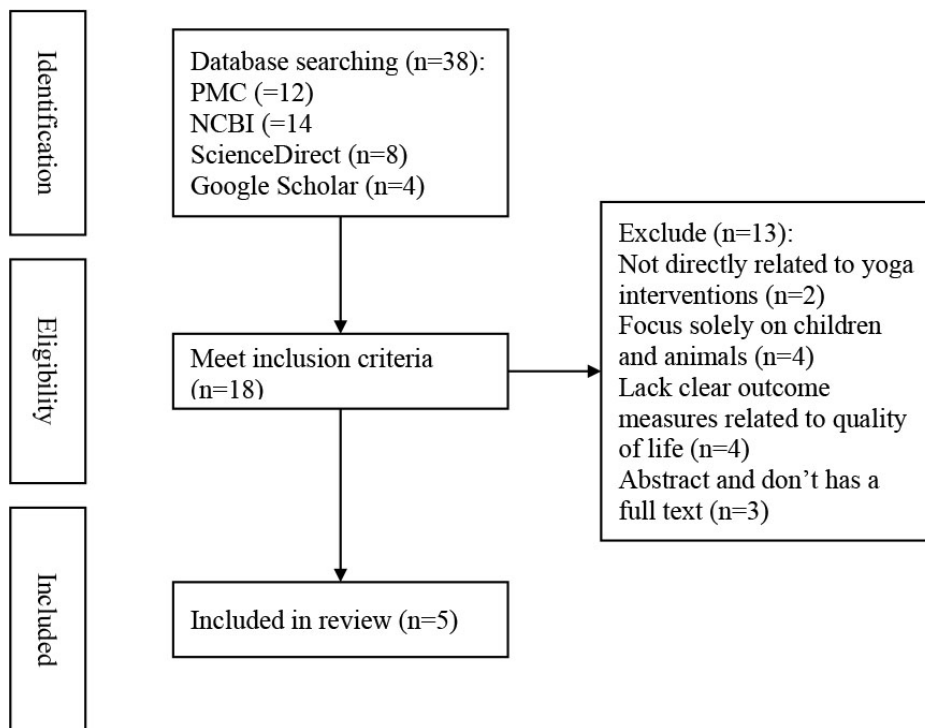 Identification
Database searching (n=38):
PMC (=12)
NCBI (=14
ScienceDirect (n=8)
Google Scholar (n=4)
Exclude (n=13):
Not directly related to yoga
interventions (n=2)
Focus solely on children
and animals (n=4)
Lack clear outcome
measures related to quality
of life (n=4)
Abstract and don’t has a
full text (n=3)
Eligibility
Meet inclusion criteria
(n=18)
Included
Included in review (n=5)